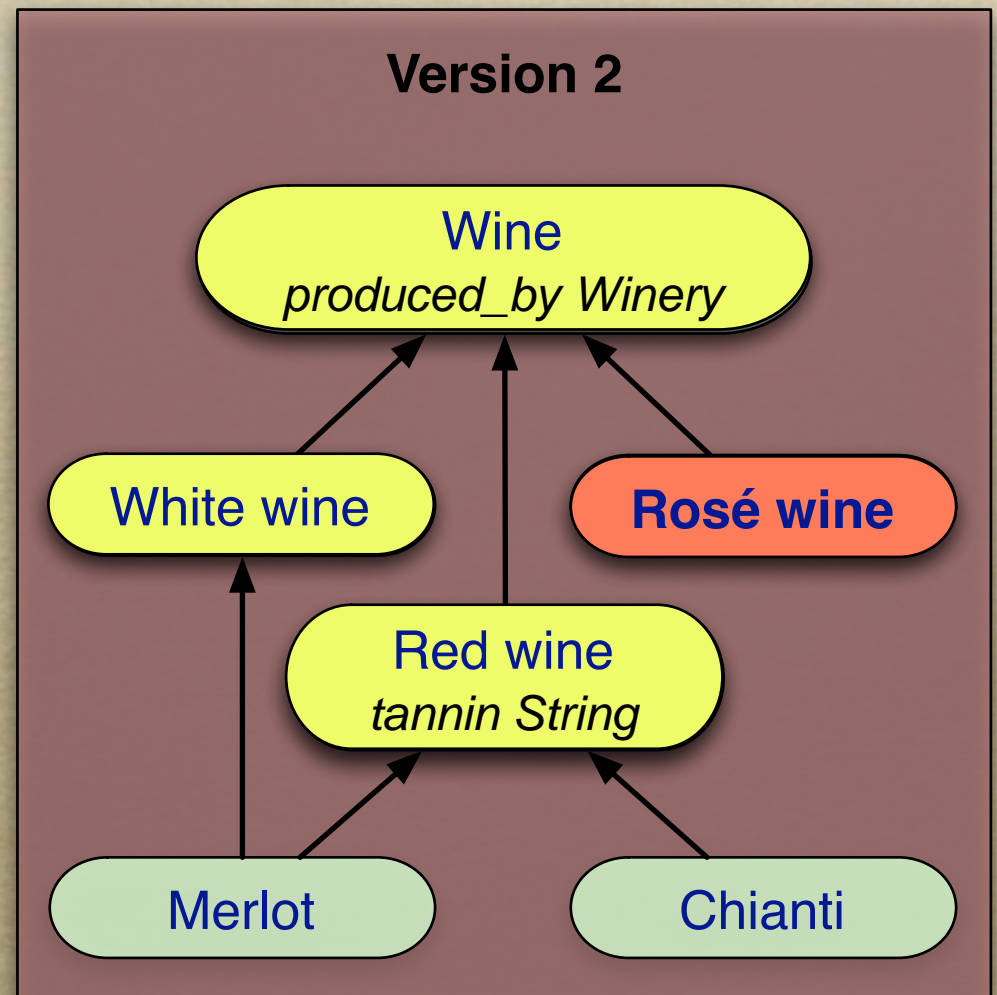 Version 2
Wine
produced_by Winery
White wine
Rosé wine
Red wine
tannin String
Merlot
Chianti